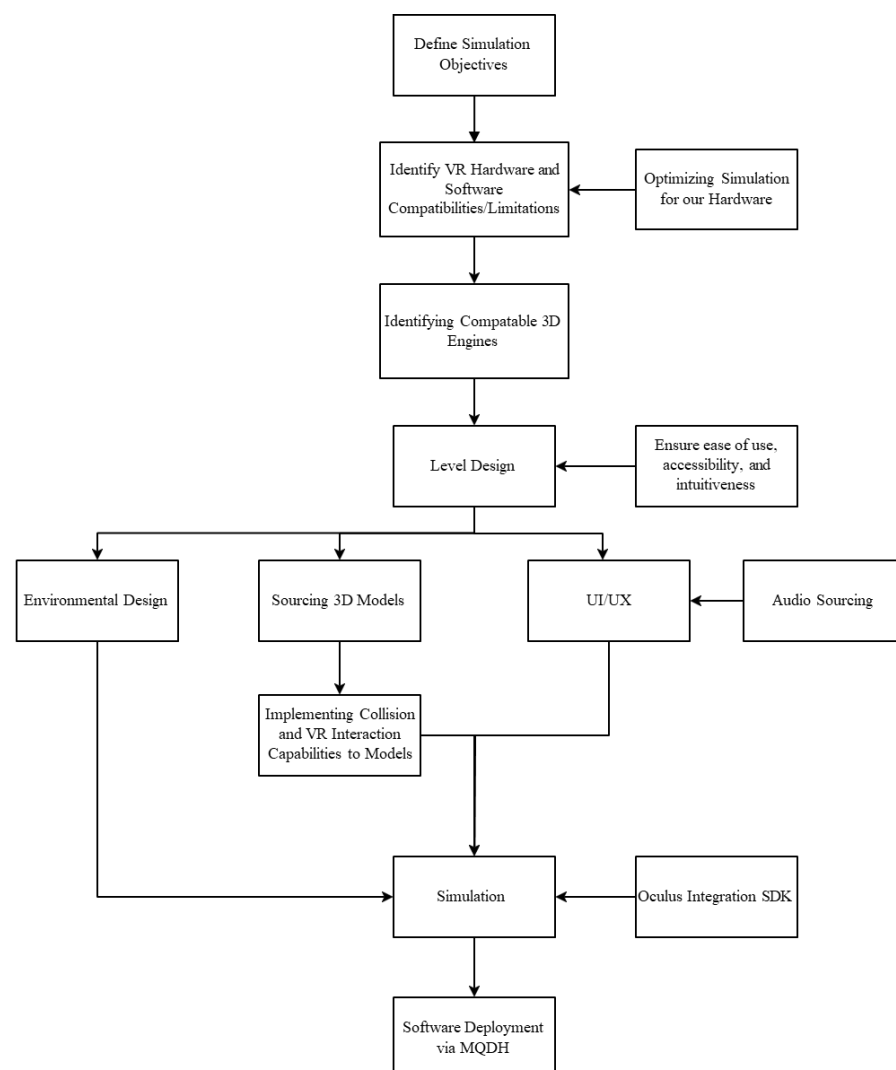 Define Simulation
Objectives
Identify VR Hardware and
Software
Compatibilities/Limitations
Optimizing Simulation
for our Hardware
Identifying Compatable 3D
Engines
Level Design
Ensure ease of use,
accessibility, and
intuitiveness
Environmental Design
Sourcing 3D Models
UI/UX
Audio Sourcing
Implementing Collision
and VR Interaction
Capabilities to Models
Simulation
Oculus Integration SDK
Software Deployment
via MQDH